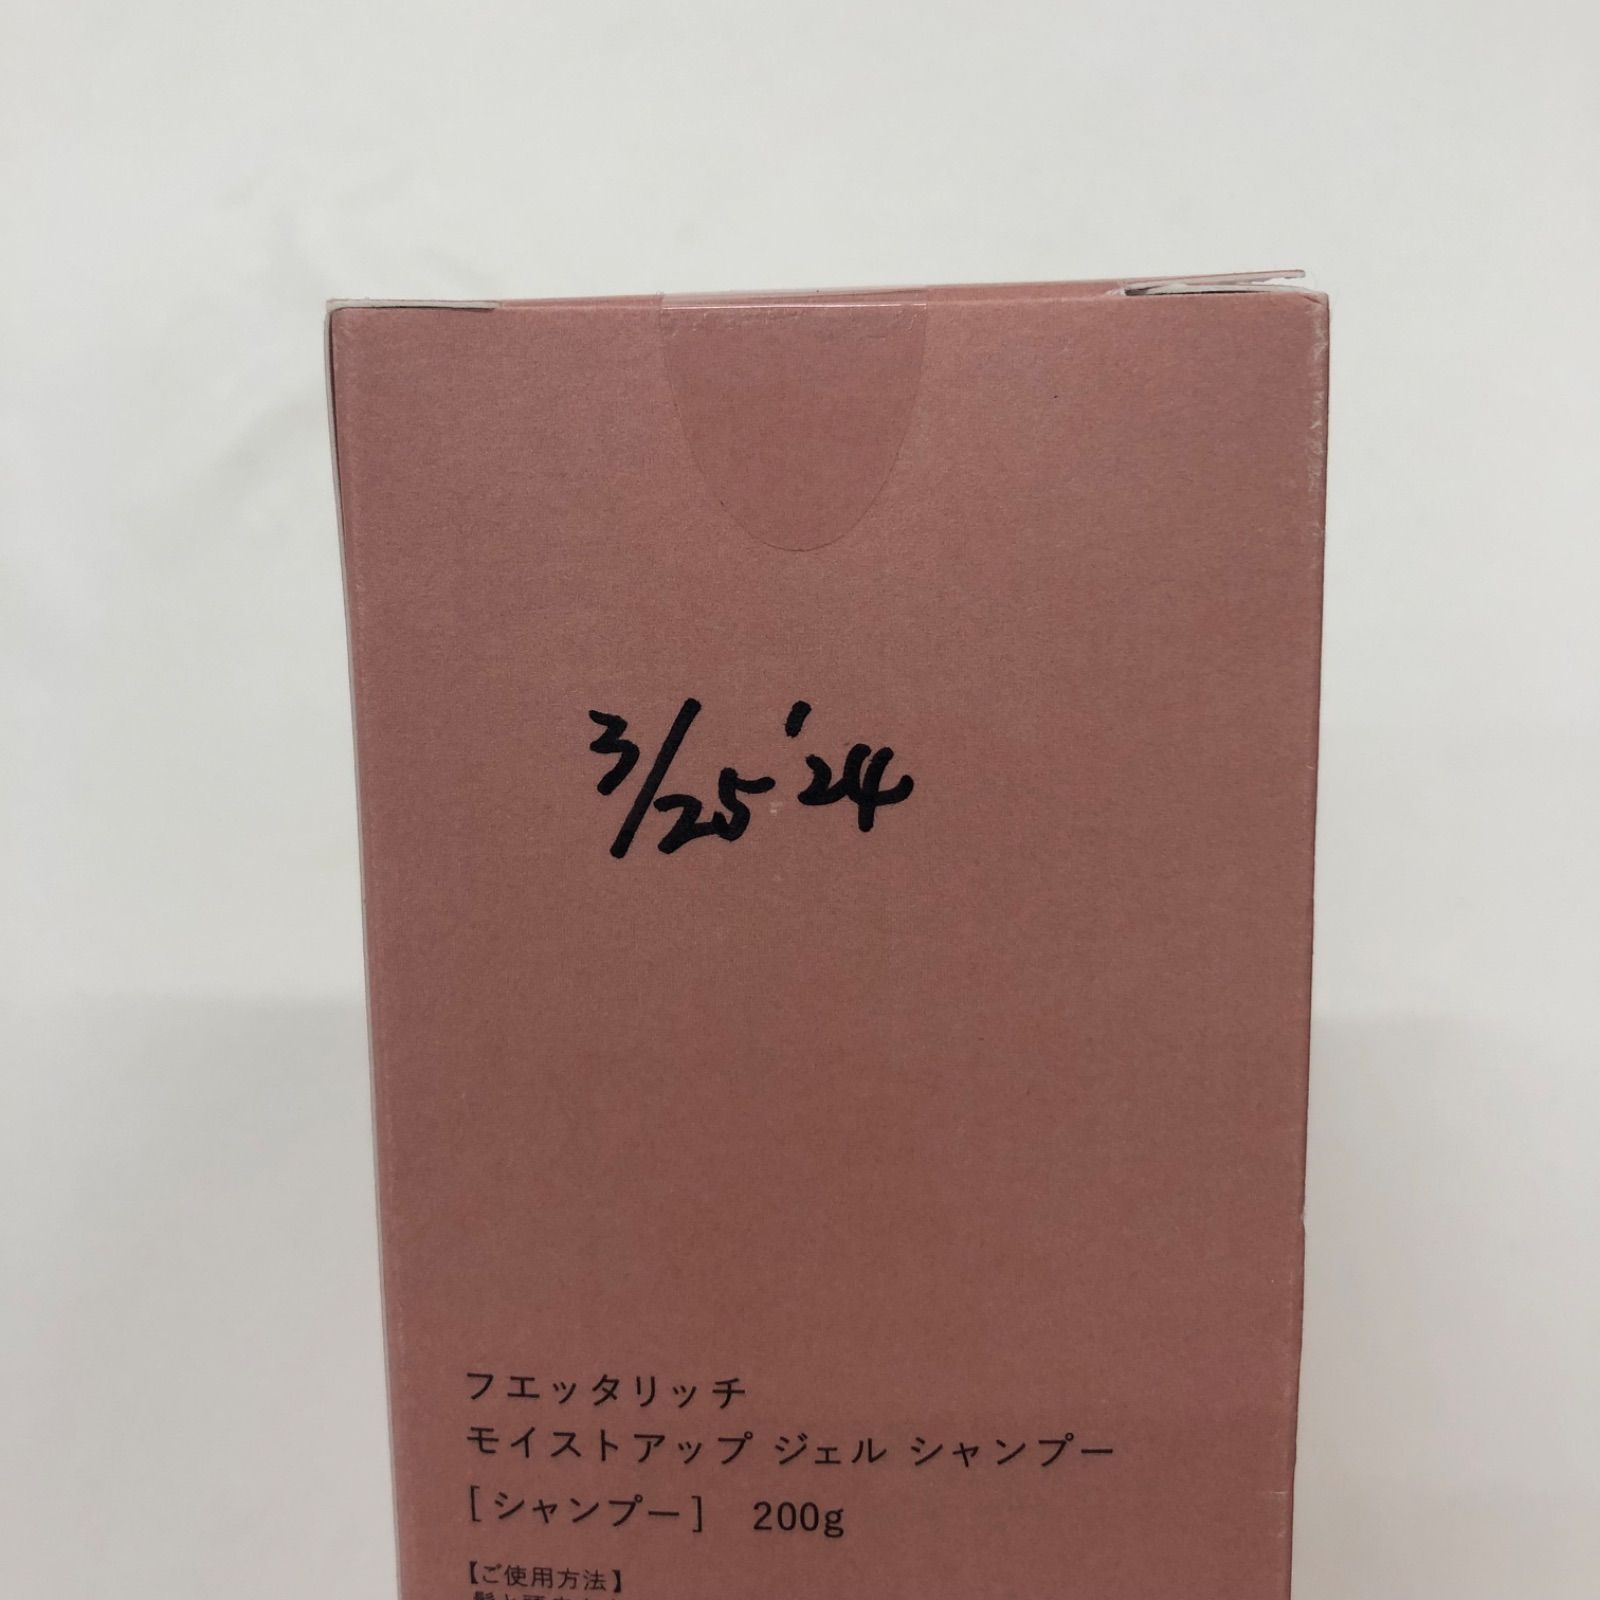 3/25 '24
フエッタリッチ
モイストアップ ジェル シャンプー
[シャンプー] 200g
【ご使用方法】